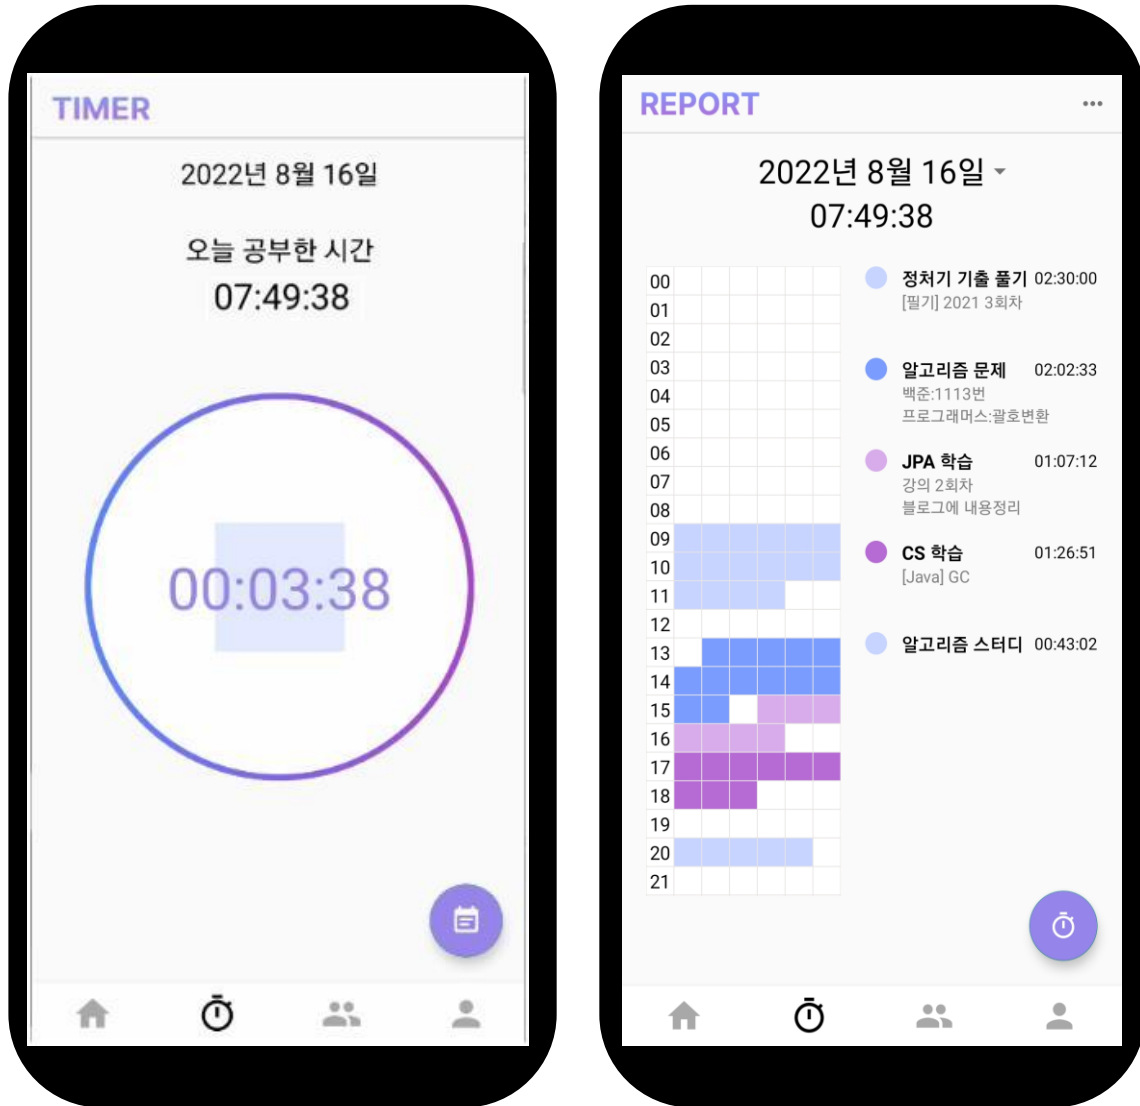 TIMER
2022년 8월 16일
오늘 공부한 시간
07:49:38
00:03:38
REPORT
2022년 8월 16일
07:49:38
00
01
02
03
04
05
06
07
08
09
10
11
12
13
14
15
16
17
18
19
20
21
정처기 기출 풀기 02:30:00
[필기] 2021 3회차
알고리즘 문제 02:02:33
백준:1113번
프로그래머스:괄호변환
JPA 학습 01:07:12
강의 2회차
블로그에 내용정리
CS 학습 01:26:51
[Java] GC
알고리즘 스터디 00:43:02